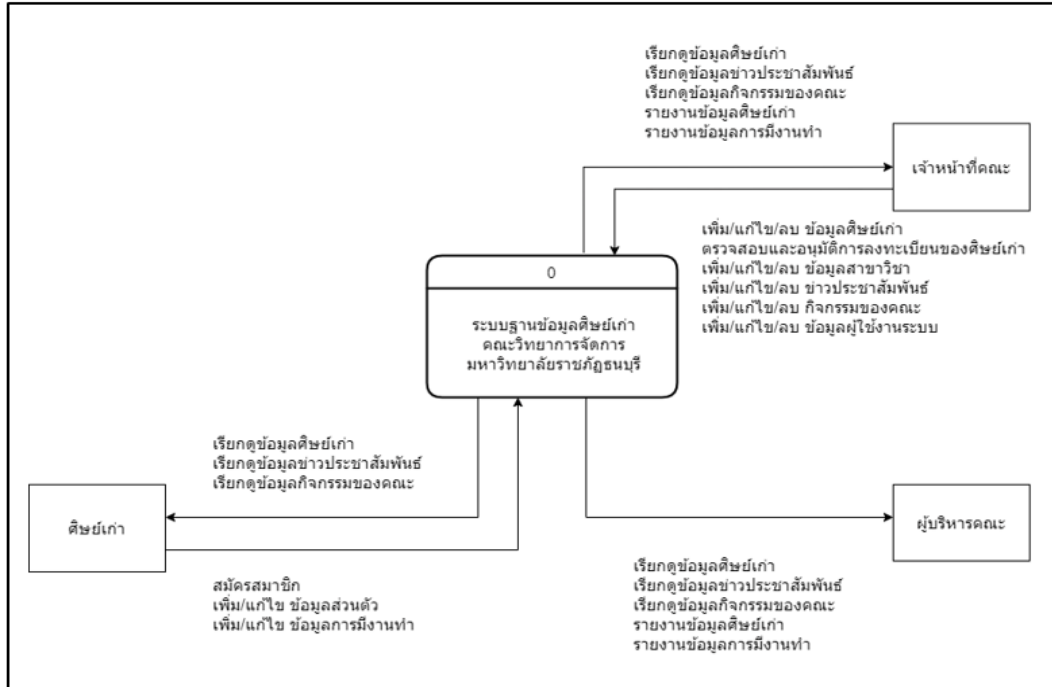 เรียกดูข้อมูลศิษย์เก่า
เรียกดูข้อมูลข่าวประชาสัมพันธ์
เรียกดูข้อมูลกิจกรรมของคณะ
รายงานข้อมูลศิษย์เก่า
รายงานข้อมูลการมีงานทำ
เจ้าหน้าที่คณะ
เพิ่ม/แก้ไข/ลบ ข้อมูลศิษย์เก่า
ตรวจสอบและอนุมัติการลงทะเบียนของศิษย์เก่า
เพิ่ม/แก้ไข/ลบ ข้อมูลสาขาวิชา
เพิ่ม/แก้ไข/ลบ ข่าวประชาสัมพันธ์
เพิ่ม/แก้ไข/ลบ กิจกรรมของคณะ
เพิ่ม/แก้ไข/ลบ ข้อมูลผู้ใช้งานระบบ
0
ระบบฐานข้อมูลศิษย์เก่า
คณะวิทยาการจัดการ
มหาวิทยาลัยราชภัฏธนบุรี
เรียกดูข้อมูลศิษย์เก่า
เรียกดูข้อมูลข่าวประชาสัมพันธ์
เรียกดูข้อมูลกิจกรรมของคณะ
ศิษย์เก่า
สมัครสมาชิก
เพิ่ม/แก้ไข ข้อมูลส่วนตัว
เพิ่ม/แก้ไข ข้อมูลการมีงานทำ
ผู้บริหารคณะ
เรียกดูข้อมูลศิษย์เก่า
เรียกดูข้อมูลข่าวประชาสัมพันธ์
เรียกดูข้อมูลกิจกรรมของคณะ
รายงานข้อมูลศิษย์เก่า
รายงานข้อมูลการมีงานทำ